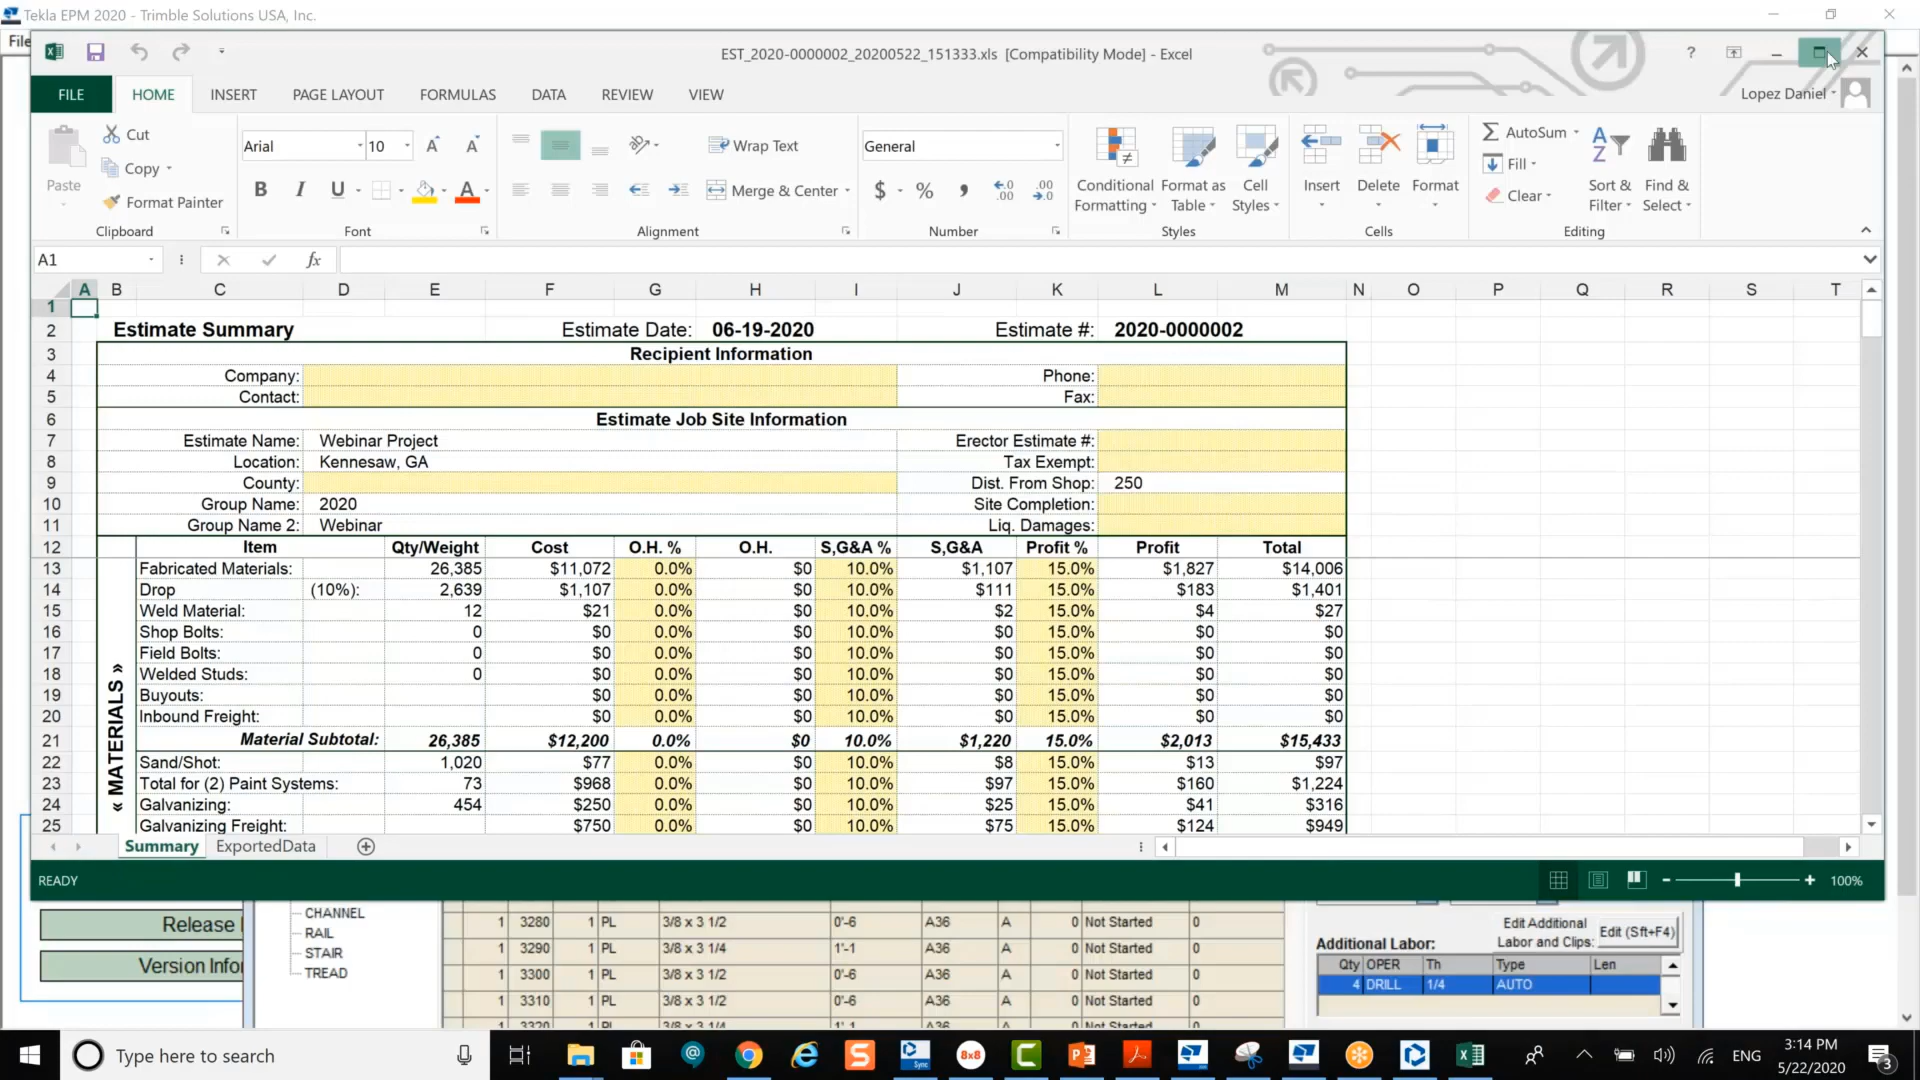 Tekla EPM 2020 - Trimble Solutions USA, Inc.
File
EST_2020-0000002_20200522_151333.xls [Compatibility Mode] - Excel
FILE HOME INSERT PAGE LAYOUT FORMULAS DATA REVIEW VIEW Lopez Daniel
Paste Cut Copy Format Painter
Arial 10
B I U A
Wrap Text Merge & Center
General
$ %
Conditional Formatting Format as Table Cell Styles
Insert Delete Format
AutoSum Fill Clear
Sort & Filter Find & Select
Clipboard Font Alignment Number Styles Cells Editing
A1 fx
A B C D E F G H I J K L M N O P Q R S T
1
2 Estimate Summary Estimate Date: 06-19-2020 Estimate #: 2020-0000002
3 Recipient Information
4 Company: Phone:
5 Contact: Fax:
6 Estimate Job Site Information
7 Estimate Name: Webinar Project Erector Estimate #:
8 Location: Kennesaw, GA Tax Exempt:
9 County: Dist. From Shop: 250
10 Group Name: 2020 Site Completion:
11 Group Name 2: Webinar Liq. Damages:
12 Item Qty/Weight Cost O.H. % O.H. S,G&A % S,G&A Profit % Profit Total
13 Fabricated Materials: 26,385 $11,072 0.0% $0 10.0% $1,107 15.0% $1,827 $14,006
14 Drop (10%): 2,639 $1,107 0.0% $0 10.0% $111 15.0% $183 $1,401
15 Weld Material: 12 $21 0.0% $0 10.0% $2 15.0% $4 $27
16 Shop Bolts: 0 $0 0.0% $0 10.0% $0 15.0% $0 $0
17 Field Bolts: 0 $0 0.0% $0 10.0% $0 15.0% $0 $0
18 Welded Studs: 0 $0 0.0% $0 10.0% $0 15.0% $0 $0
19 Buyouts: $0 0.0% $0 10.0% $0 15.0% $0 $0
20 Inbound Freight: $0 0.0% $0 10.0% $0 15.0% $0 $0
21 Material Subtotal: 26,385 $12,200 0.0% $0 10.0% $1,220 15.0% $2,013 $15,433
22 Sand/Shot: 1,020 $77 0.0% $0 10.0% $8 15.0% $13 $97
23 Total for (2) Paint Systems: 73 $968 0.0% $0 10.0% $97 15.0% $160 $1,224
24 Galvanizing: 454 $250 0.0% $0 10.0% $25 15.0% $41 $316
25 Galvanizing Freight: $750 0.0% $0 10.0% $75 15.0% $124 $949
« MATERIALS »
Summary ExportedData
READY 100%
Release
Version Infor
CHANNEL
RAIL
STAIR
TREAD
1 3280 1 PL 3/8 x 3 1/2 0'-6 A36 A 0 Not Started 0
1 3290 1 PL 3/8 x 3 1/4 1'-1 A36 A 0 Not Started 0
1 3300 1 PL 3/8 x 3 1/2 0'-6 A36 A 0 Not Started 0
1 3310 1 PL 3/8 x 3 1/2 0'-6 A36 A 0 Not Started 0
1 3320 1 PL 3/8 x 3 1/4 1'-1 A36 A 0 Not Started 0
Edit Additional Labor and Clips: Edit (Sft+F4)
Additional Labor:
Qty OPER Th Type Len
4 DRILL 1/4 AUTO
Type here to search
Sync
8x8
ENG
3:14 PM
5/22/2020
3